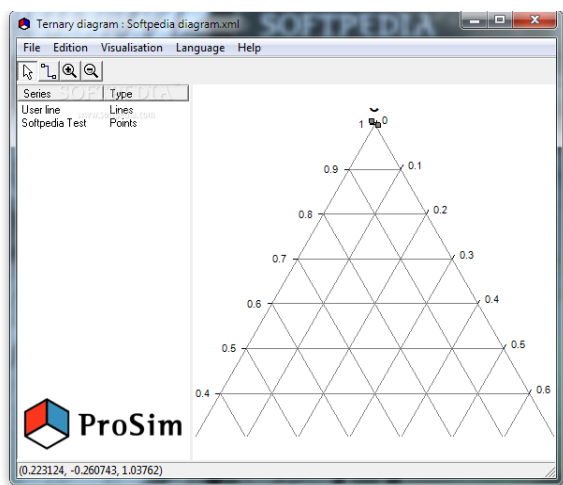 Ternary diagram : Softpedia diagram.xml
File Edition Visualisation Language Help
Series Type
User line Lines
Softpedia Test Points
SOFTPEDIA
1 0
0.9 0.1
0.8 0.2
0.7 0.3
0.6 0.4
0.5 0.5
0.4 0.6
ProSim
(0.223124, -0.260743, 1.03762)